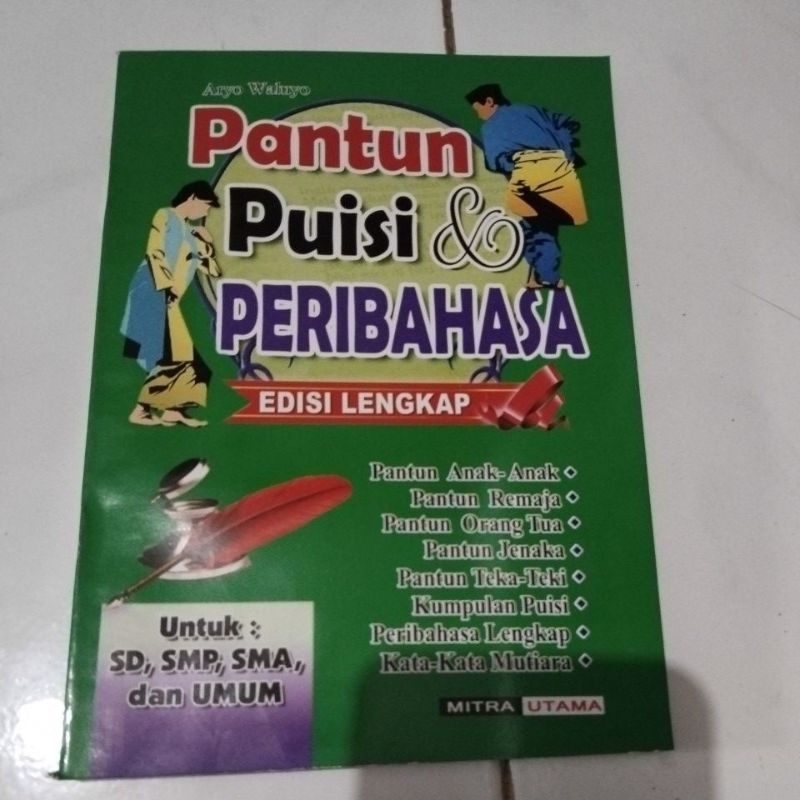 Aryo Waluyo
Pantun
Puisi &
PERIBAHASA
EDISI LENGKAP
Pantun Anak-Anak
Pantun Remaja
Pantun Orang Tua
Pantun Jenaka
Pantun Teka-Teki
Kumpulan Puisi
Peribahasa Lengkap
Kata-Kata Mutiara
Untuk :
SD, SMP, SMA,
dan UMUM
MITRA UTAMA